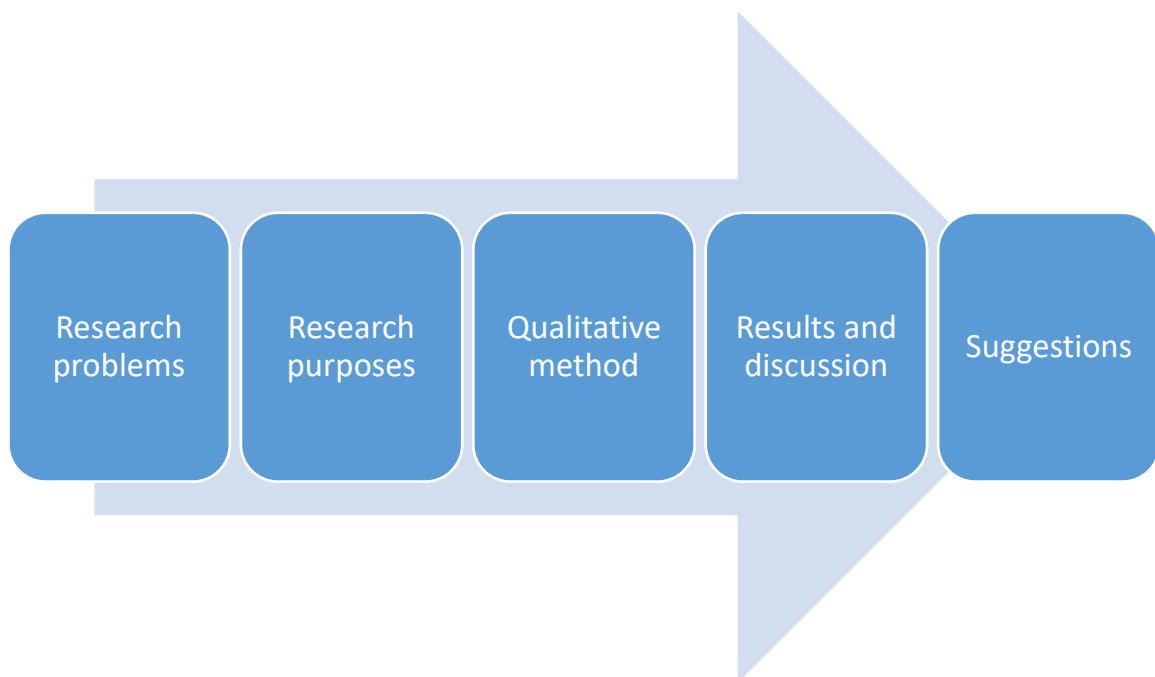 Research
problems
Research
purposes
Qualitative
method
Results and
discussion
Suggestions